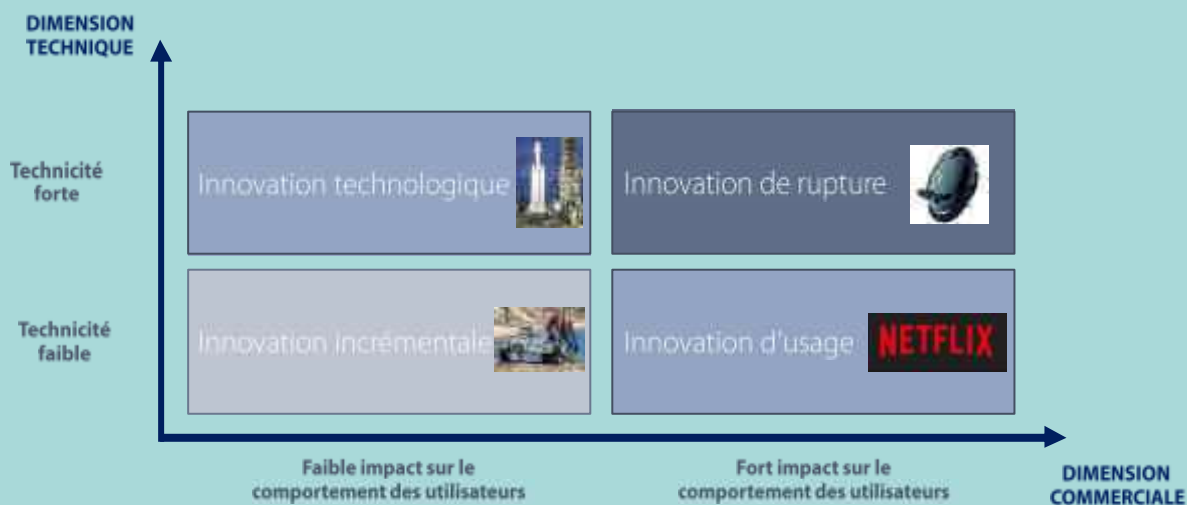 DIMENSION
TECHNIQUE
Technicité
forte
Innovation technologique
Innovation de rupture
Technicité
faible
Innovation Incrémentale
Innovation d'usage
NETFLIX
Faible impact sur le
comportement des utilisateurs
Fort impact sur le
comportement des utilisateurs
DIMENSION
COMMERCIALE